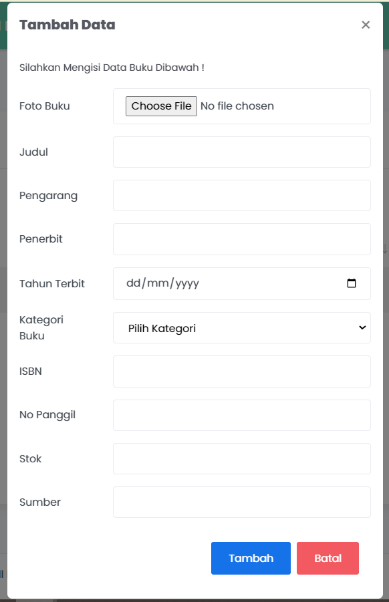 Tambah Data ×
Silahkan Mengisi Data Buku Dibawah !
Foto Buku Choose File No file chosen
Judul
Pengarang
Penerbit
Tahun Terbit dd/mm/yyyy
Kategori
Buku Pilih Kategori
ISBN
No Panggil
Stok
Sumber
Tambah Batal